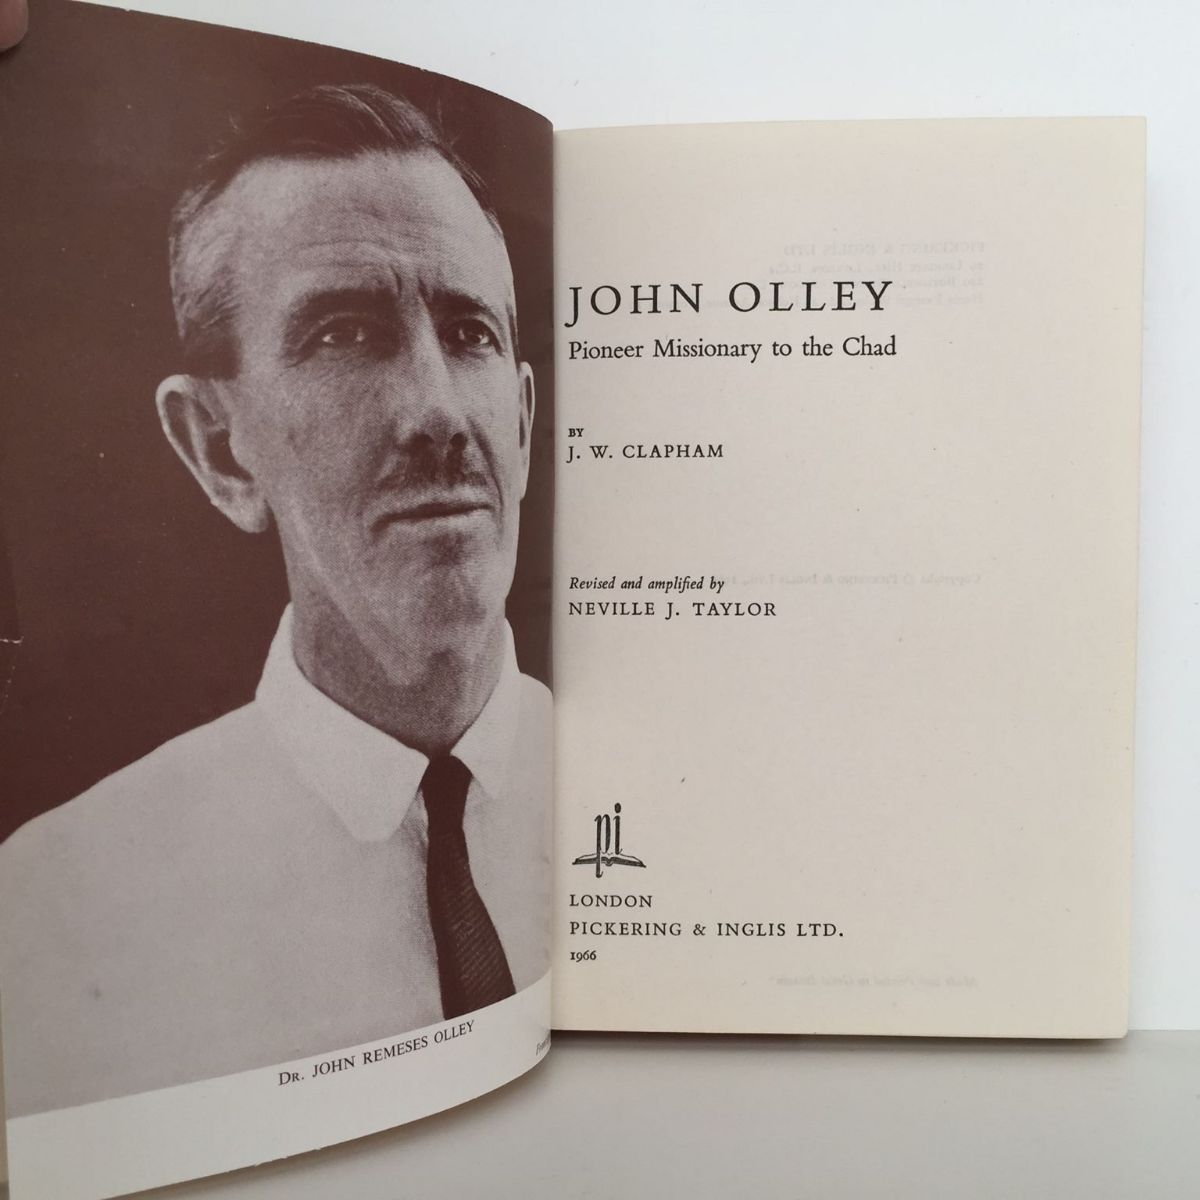 Dr. JOHN REMESES OLLEY
JOHN OLLEY
Pioneer Missionary to the Chad
BY
J. W. CLAPHAM
Revised and amplified by
NEVILLE J. TAYLOR
pi
LONDON
PICKERING & INGLIS LTD.
1966